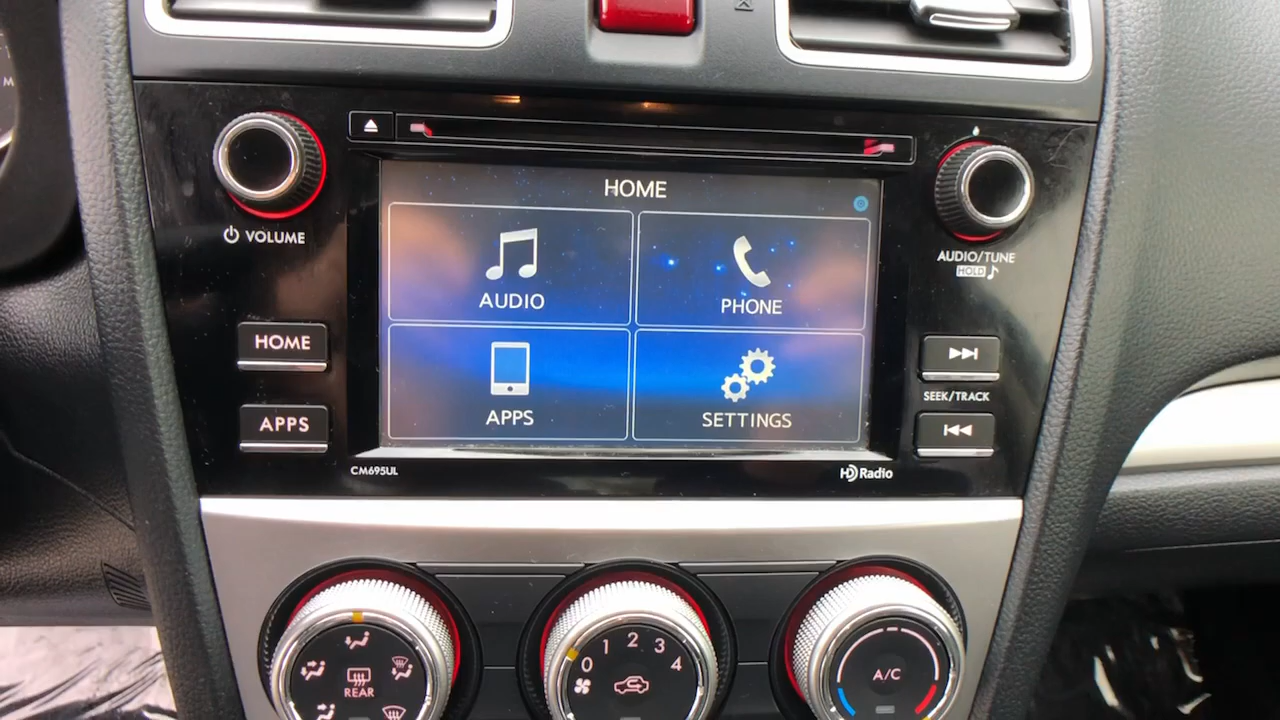 HOME
VOLUME
AUDIO/TUNE
HOLD
AUDIO
PHONE
HOME
APPS
APPS
SETTINGS
SEEK/TRACK
CM695UL
HD Radio
REAR
0 1 2 3 4
A/C
M